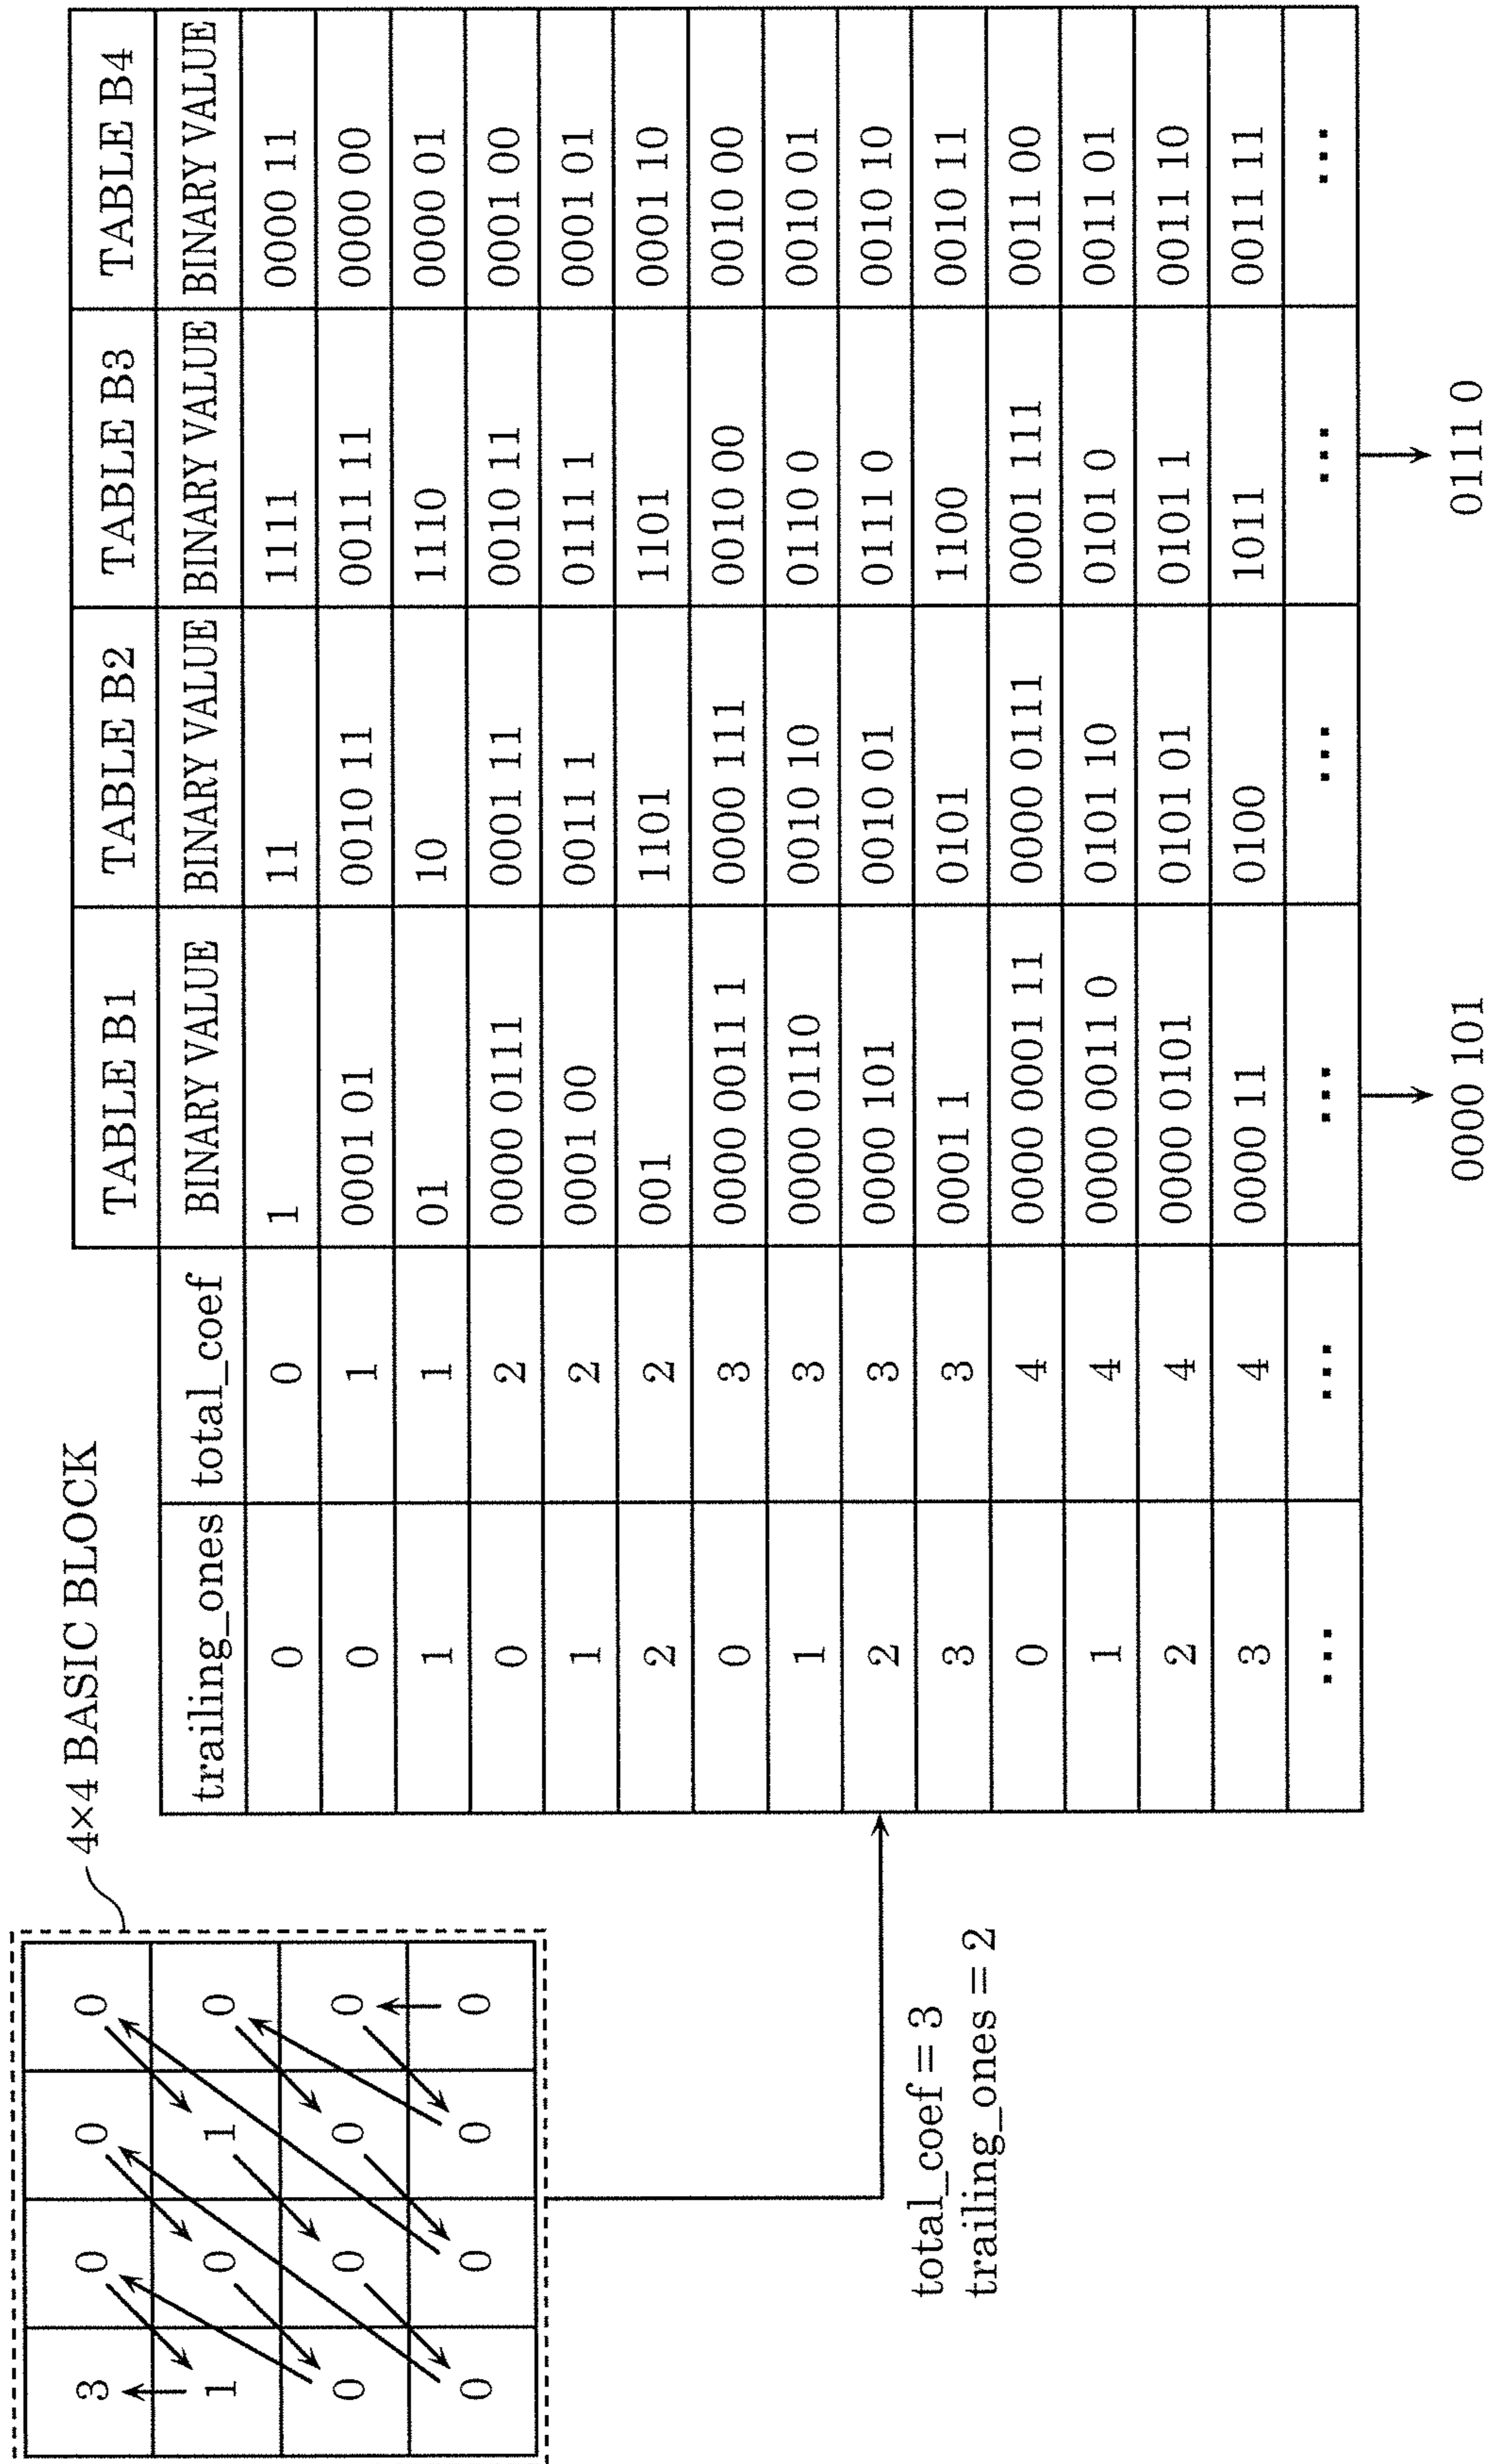 4×4 BASIC BLOCK
3 0 0 0
1 0 1 0
0 0 0 0
0 0 0 0
total_coef = 3
trailing_ones = 2
TABLE B1 TABLE B2 TABLE B3 TABLE B4
trailing_ones total_coef BINARY VALUE BINARY VALUE BINARY VALUE BINARY VALUE
0 0 1 11 1111 0000 11
0 1 0001 01 0010 11 0011 11 0000 00
1 1 01 10 1110 0000 01
0 2 0000 0111 0001 11 0010 11 0001 00
1 2 0001 00 0011 1 0111 1 0001 01
2 2 001 1101 1101 0001 10
0 3 0000 0011 1 0000 111 0010 00 0010 00
1 3 0000 0110 0010 10 0110 0 0010 01
2 3 0000 101 0010 01 0111 0 0010 10
3 3 0001 1 0101 1100 0010 11
0 4 0000 0001 11 0000 0111 0001 111 0011 00
1 4 0000 0011 0 0101 10 0101 0 0011 01
2 4 0000 0101 0101 01 0101 1 0011 10
3 4 0000 11 0100 1011 0011 11
... ... ... ... ... ...
0000 101 0111 0